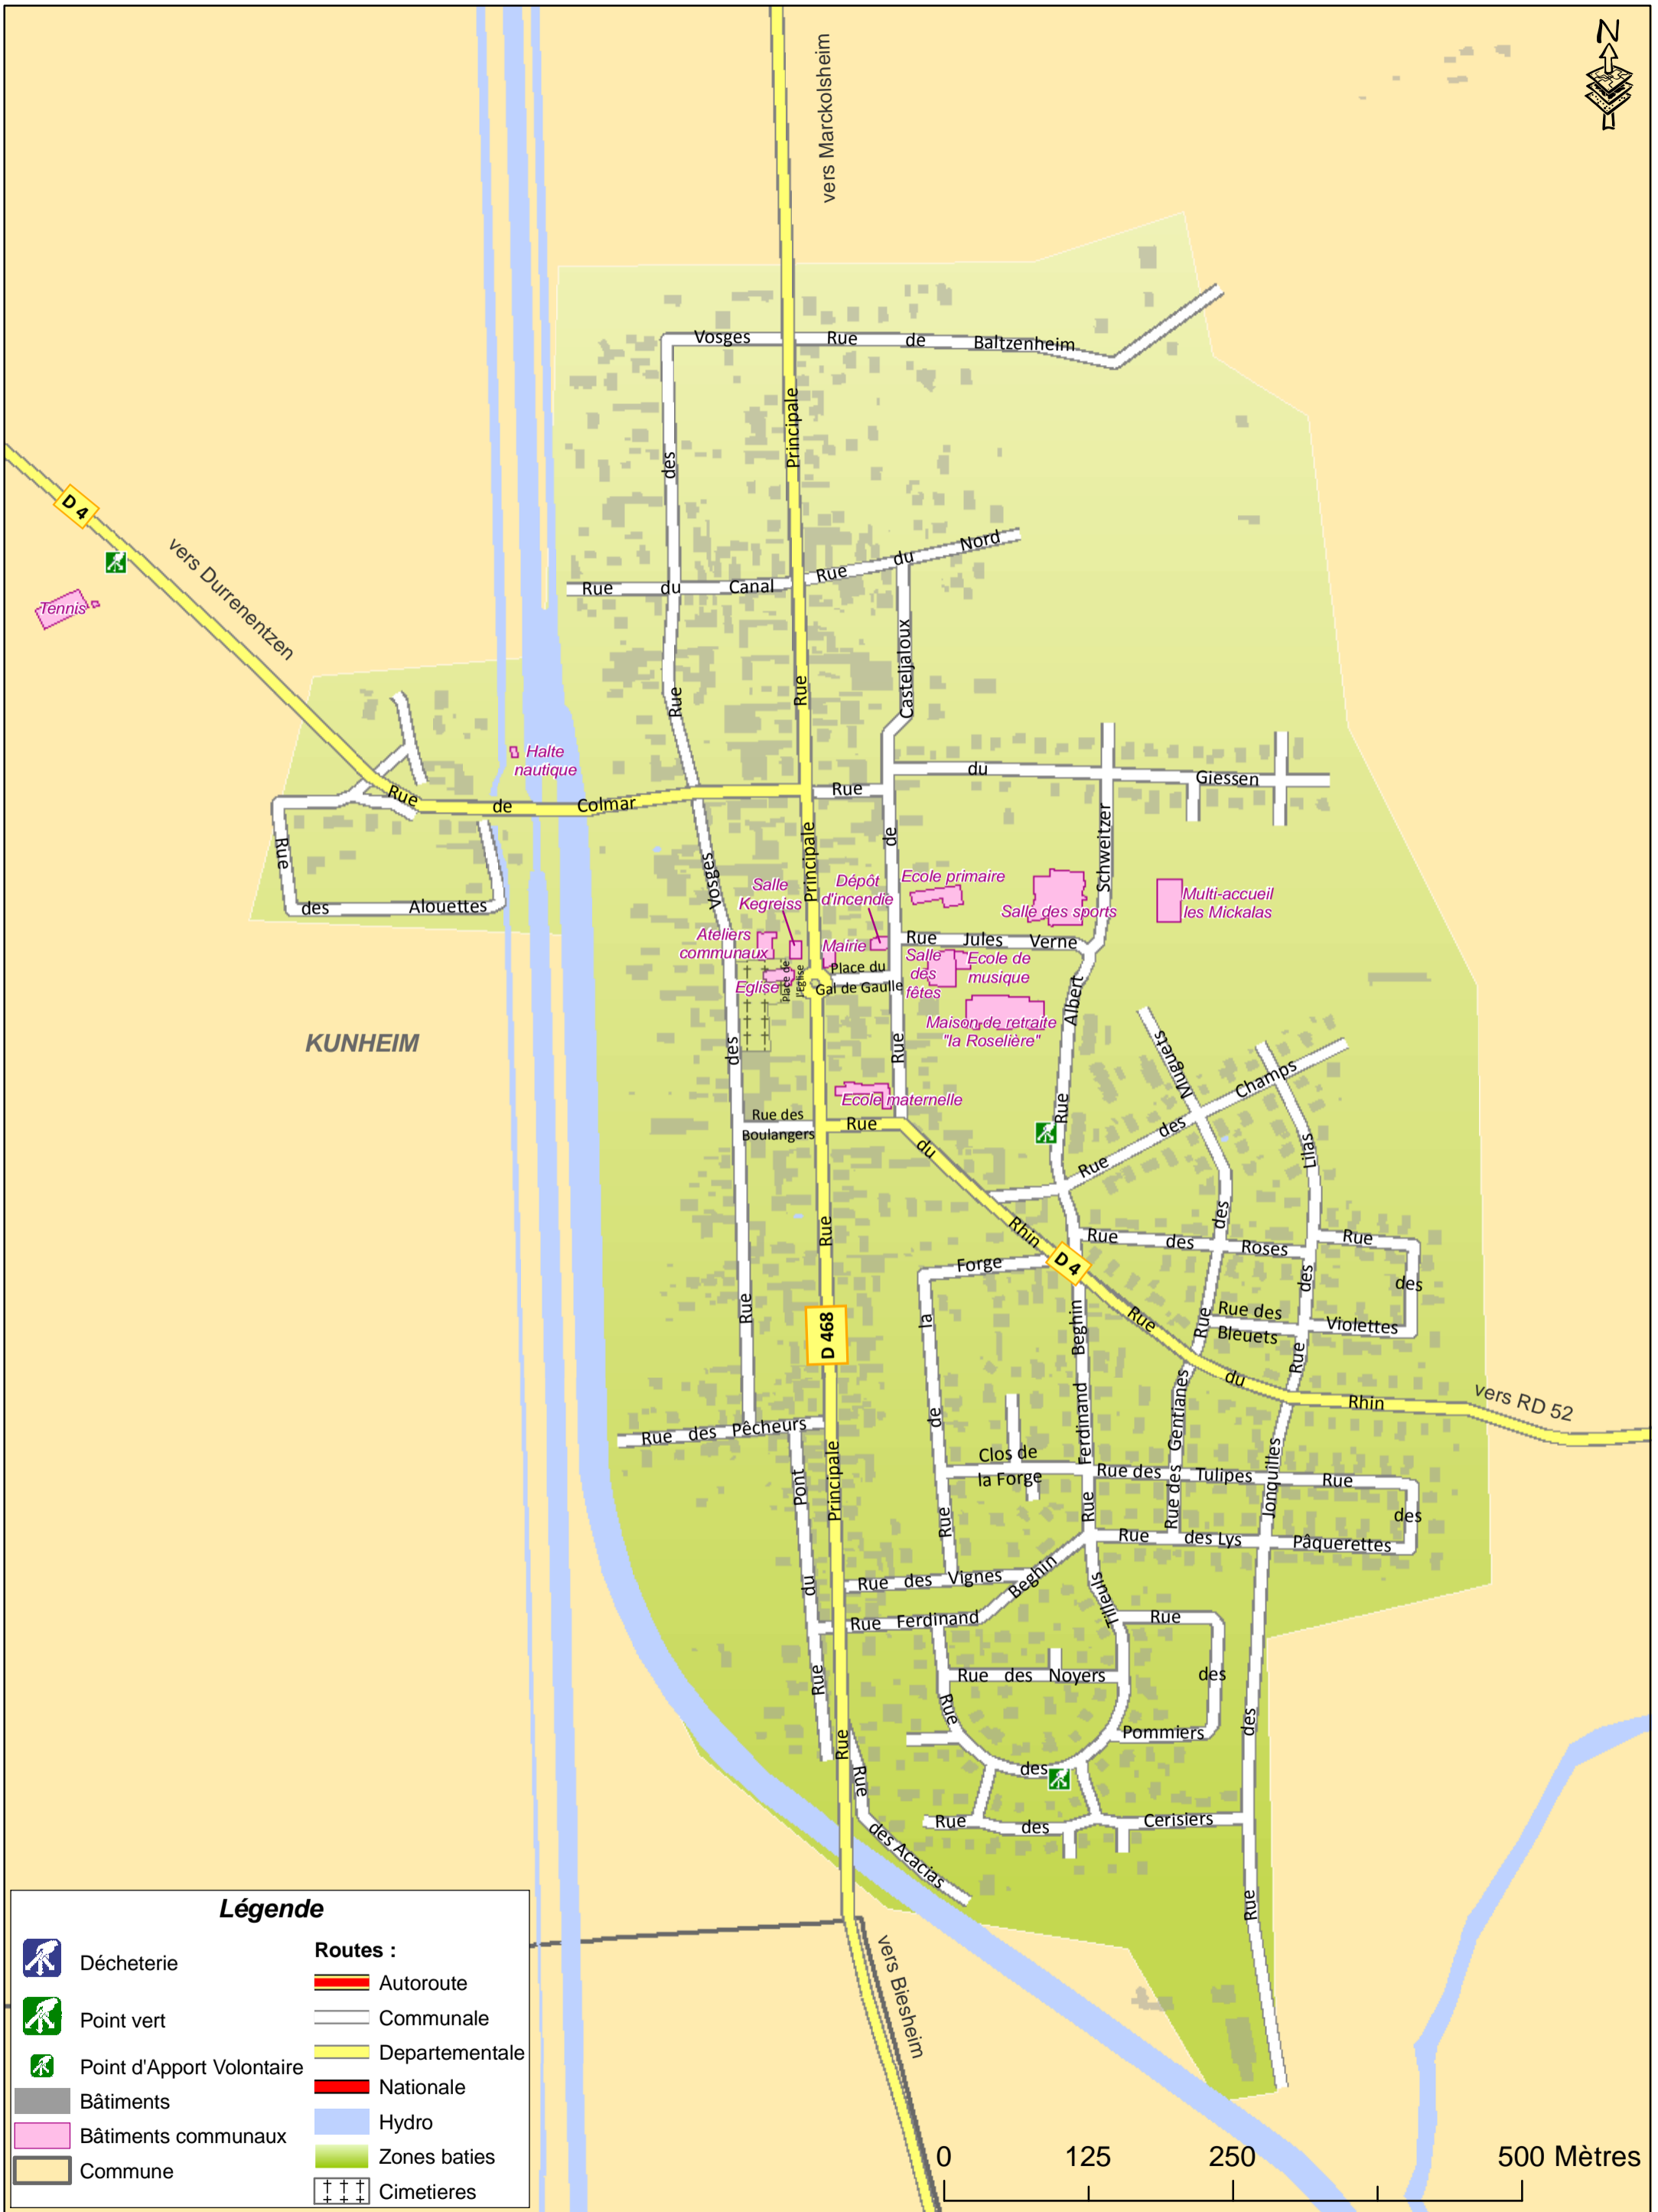 N
vers Marckolsheim
Vosges
Rue de Baltzenheim
Principale
des
D 4
vers Durrenentzen
Tennis
Rue du Canal
Rue du Nord
Casteljaloux
Rue
Rue
Halte
nautique
Rue de Colmar
Rue
du
Giessen
Rue
des
Alouettes
Vosges
Principale
de
Schweitzer
Salle
Kegreiss
Dépôt
d'incendie
Ecole primaire
Salle des sports
Multi-accueil
les Mickalas
Ateliers
communaux
Mairie
Rue Jules Verne
Eglise
Place de
l'Eglise
Place du
Gal de Gaulle
Salle
des
fêtes
Ecole de
musique
Albert
Maison de retraite
"la Roselière"
KUNHEIM
des
Rue
Muguets
Rue des Champs
Ecole maternelle
Rue
Rue des
Boulangers
Rue
du
Rhin
Lilas
des
Rue des Roses
Rue
des
Violettes
Rue
Forge
D 4
des
Rue des
Bleuets
Rue
Rue
Rue
D 468
la
Beghin
Rue
du
Rhin
vers RD 52
Rue des Pêcheurs
de
Ferdinand
Rue des Gentianes
Clos de
la Forge
Rue des Tulipes
Rue
des
Pâquerettes
Jonquilles
Pont
Principale
Rue
Rue
Rue des Lys
du
Rue des Vignes
Rue Ferdinand Beghin
Tilleuls
Rue
des
Pommiers
Rue
Rue des Noyers
Rue
des
des
Rue
Rue
des Acacias
Rue des Cerisiers
Rue
vers Biesheim
Légende
Décheterie
Point vert
Point d'Apport Volontaire
Bâtiments
Bâtiments communaux
Commune
Routes :
Autoroute
Communale
Departementale
Nationale
Hydro
Zones baties
Cimetieres
0 125 250 500 Mètres